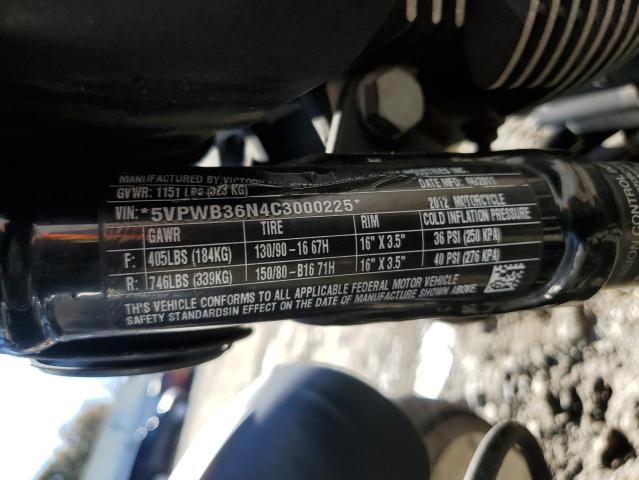 MANUFACTURED BY VICTORY INDUSTRIES INC
GVWR: 1151 LBS (523 KG) DATE MFD.
VIN: *5VPWB36N4C3000225* 2012 MOTORCYCLE
GAWR TIRE RIM COLD INFLATION PRESSURE
F: 405LBS (184KG) 130/90-16 67H 16" X 3.5" 36 PSI (250 KPA)
R: 746LBS (339KG) 150/80-B16 71H 16" X 3.5" 40 PSI (276 KPA)
THIS VEHICLE CONFORMS TO ALL APPLICABLE FEDERAL MOTOR VEHICLE
SAFETY STANDARDSIN EFFECT ON THE DATE OF MANUFACTURE SHOWN ABOVE.
CONTROL